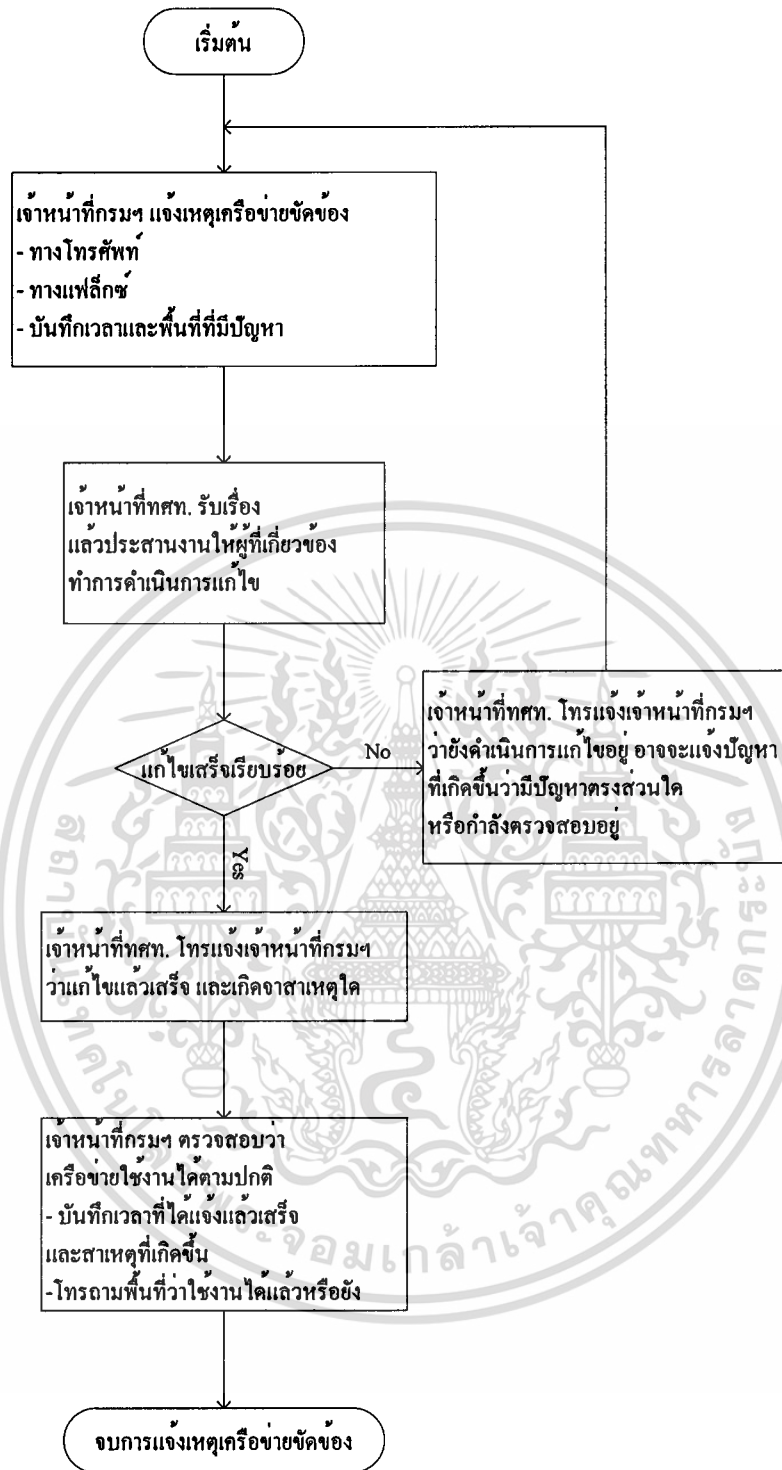 เริ่มต้น
เจ้าหน้าที่กรมฯ แจ้งเหตุเครือข่ายขัดข้อง
- ทางโทรศัพท์
- ทางแฟล็กซ์
- บันทึกเวลาและพื้นที่ที่มีปัญหา
เจ้าหน้าที่ทศท. รับเรื่อง
แล้วประสานงานให้ผู้ที่เกี่ยวข้อง
ทำการดำเนินการแก้ไข
แก้ไขเสร็จเรียบร้อย
No
เจ้าหน้าที่ทศท. โทรแจ้งเจ้าหน้าที่กรมฯ
ว่ายังดำเนินการแก้ไขอยู่ อาจจะแจ้งปัญหา
ที่เกิดขึ้นว่ามีปัญหาตรงส่วนใด
หรือกำลังตรวจสอบอยู่
Yes
เจ้าหน้าที่ทศท. โทรแจ้งเจ้าหน้าที่กรมฯ
ว่าแก้ไขแล้วเสร็จ และเกิดจาสาเหตุใด
เจ้าหน้าที่กรมฯ ตรวจสอบว่า
เครือข่ายใช้งานได้ตามปกติ
- บันทึกเวลาที่ได้แจ้งแล้วเสร็จ
และสาเหตุที่เกิดขึ้น
-โทรถามพื้นที่ว่าใช้งานได้แล้วหรือยัง
จบการแจ้งเหตุเครือข่ายขัดข้อง